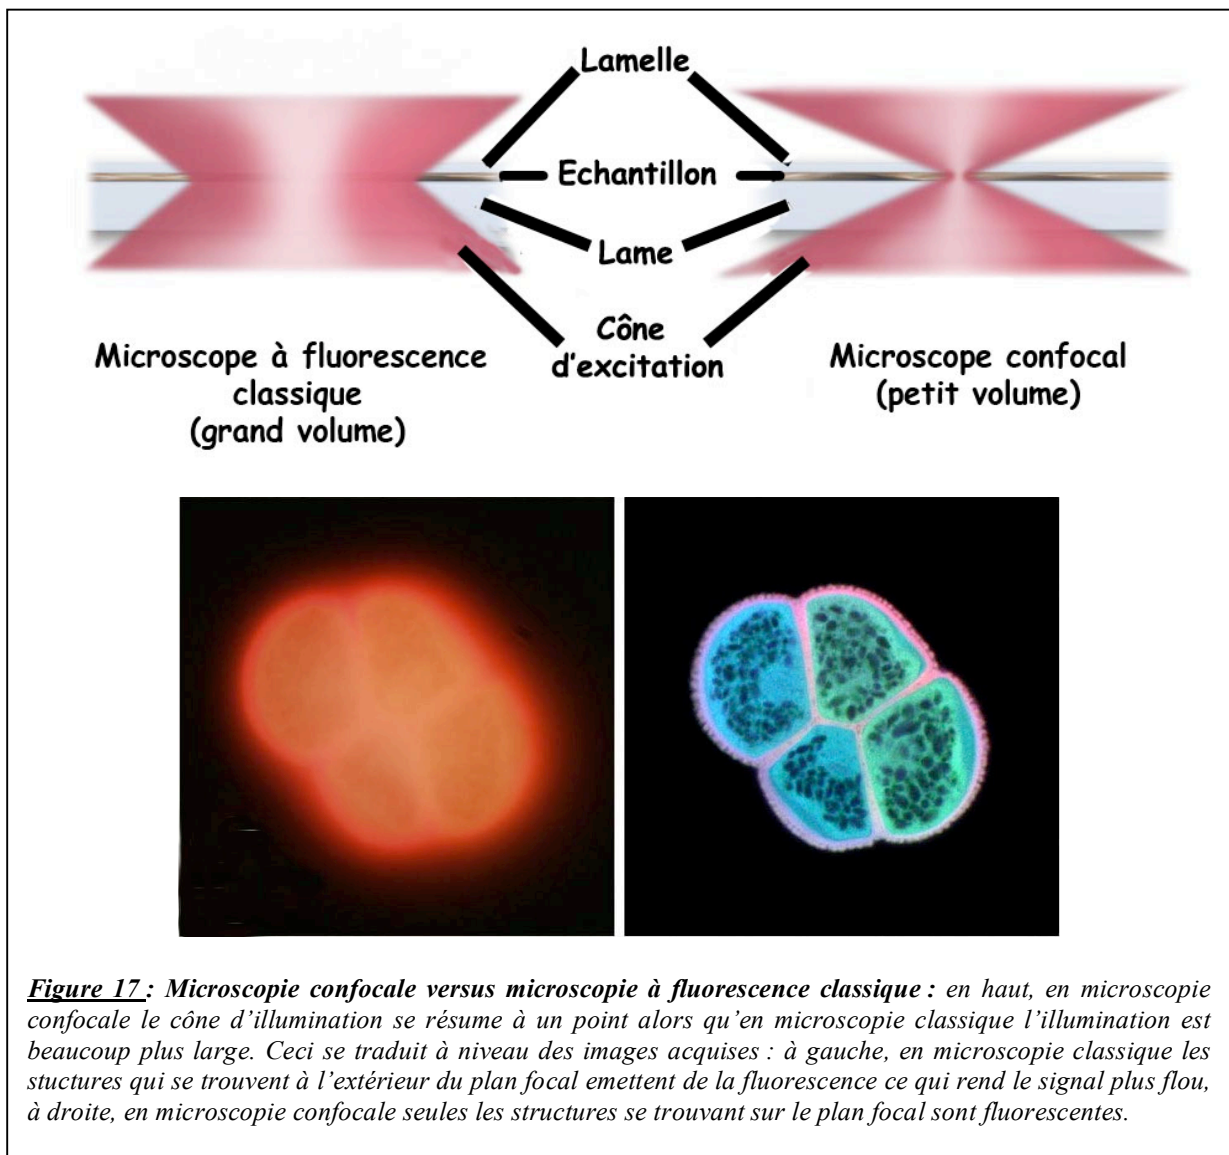 Lamelle
Echantillon
Lame
Cône
d'excitation
Microscope à fluorescence
classique
(grand volume)
Microscope confocal
(petit volume)
Figure 17 : Microscopie confocale versus microscopie à fluorescence classique : en haut, en microscopie
confocale le cône d'illumination se résume à un point alors qu'en microscopie classique l'illumination est
beaucoup plus large. Ceci se traduit à niveau des images acquises : à gauche, en microscopie classique les
stuctures qui se trouvent à l'extérieur du plan focal emettent de la fluorescence ce qui rend le signal plus flou,
à droite, en microscopie confocale seules les structures se trouvant sur le plan focal sont fluorescentes.